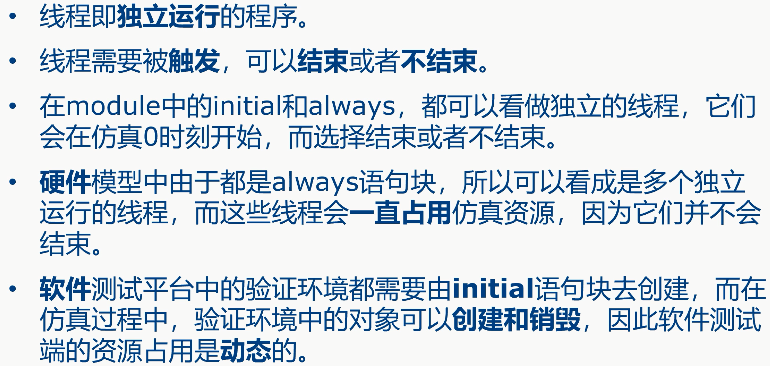 • 线程即独立运行的程序。
• 线程需要被触发，可以结束或者不结束。
• 在module中的initial和always，都可以看做独立的线程，它们
会在仿真0时刻开始，而选择结束或者不结束。
• 硬件模型中由于都是always语句块，所以可以看成是多个独立
运行的线程，而这些线程会一直占用仿真资源，因为它们并不会
结束。
• 软件测试平台中的验证环境都需要由initial语句块去创建，而在
仿真过程中，验证环境中的对象可以创建和销毁，因此软件测试
端的资源占用是动态的。